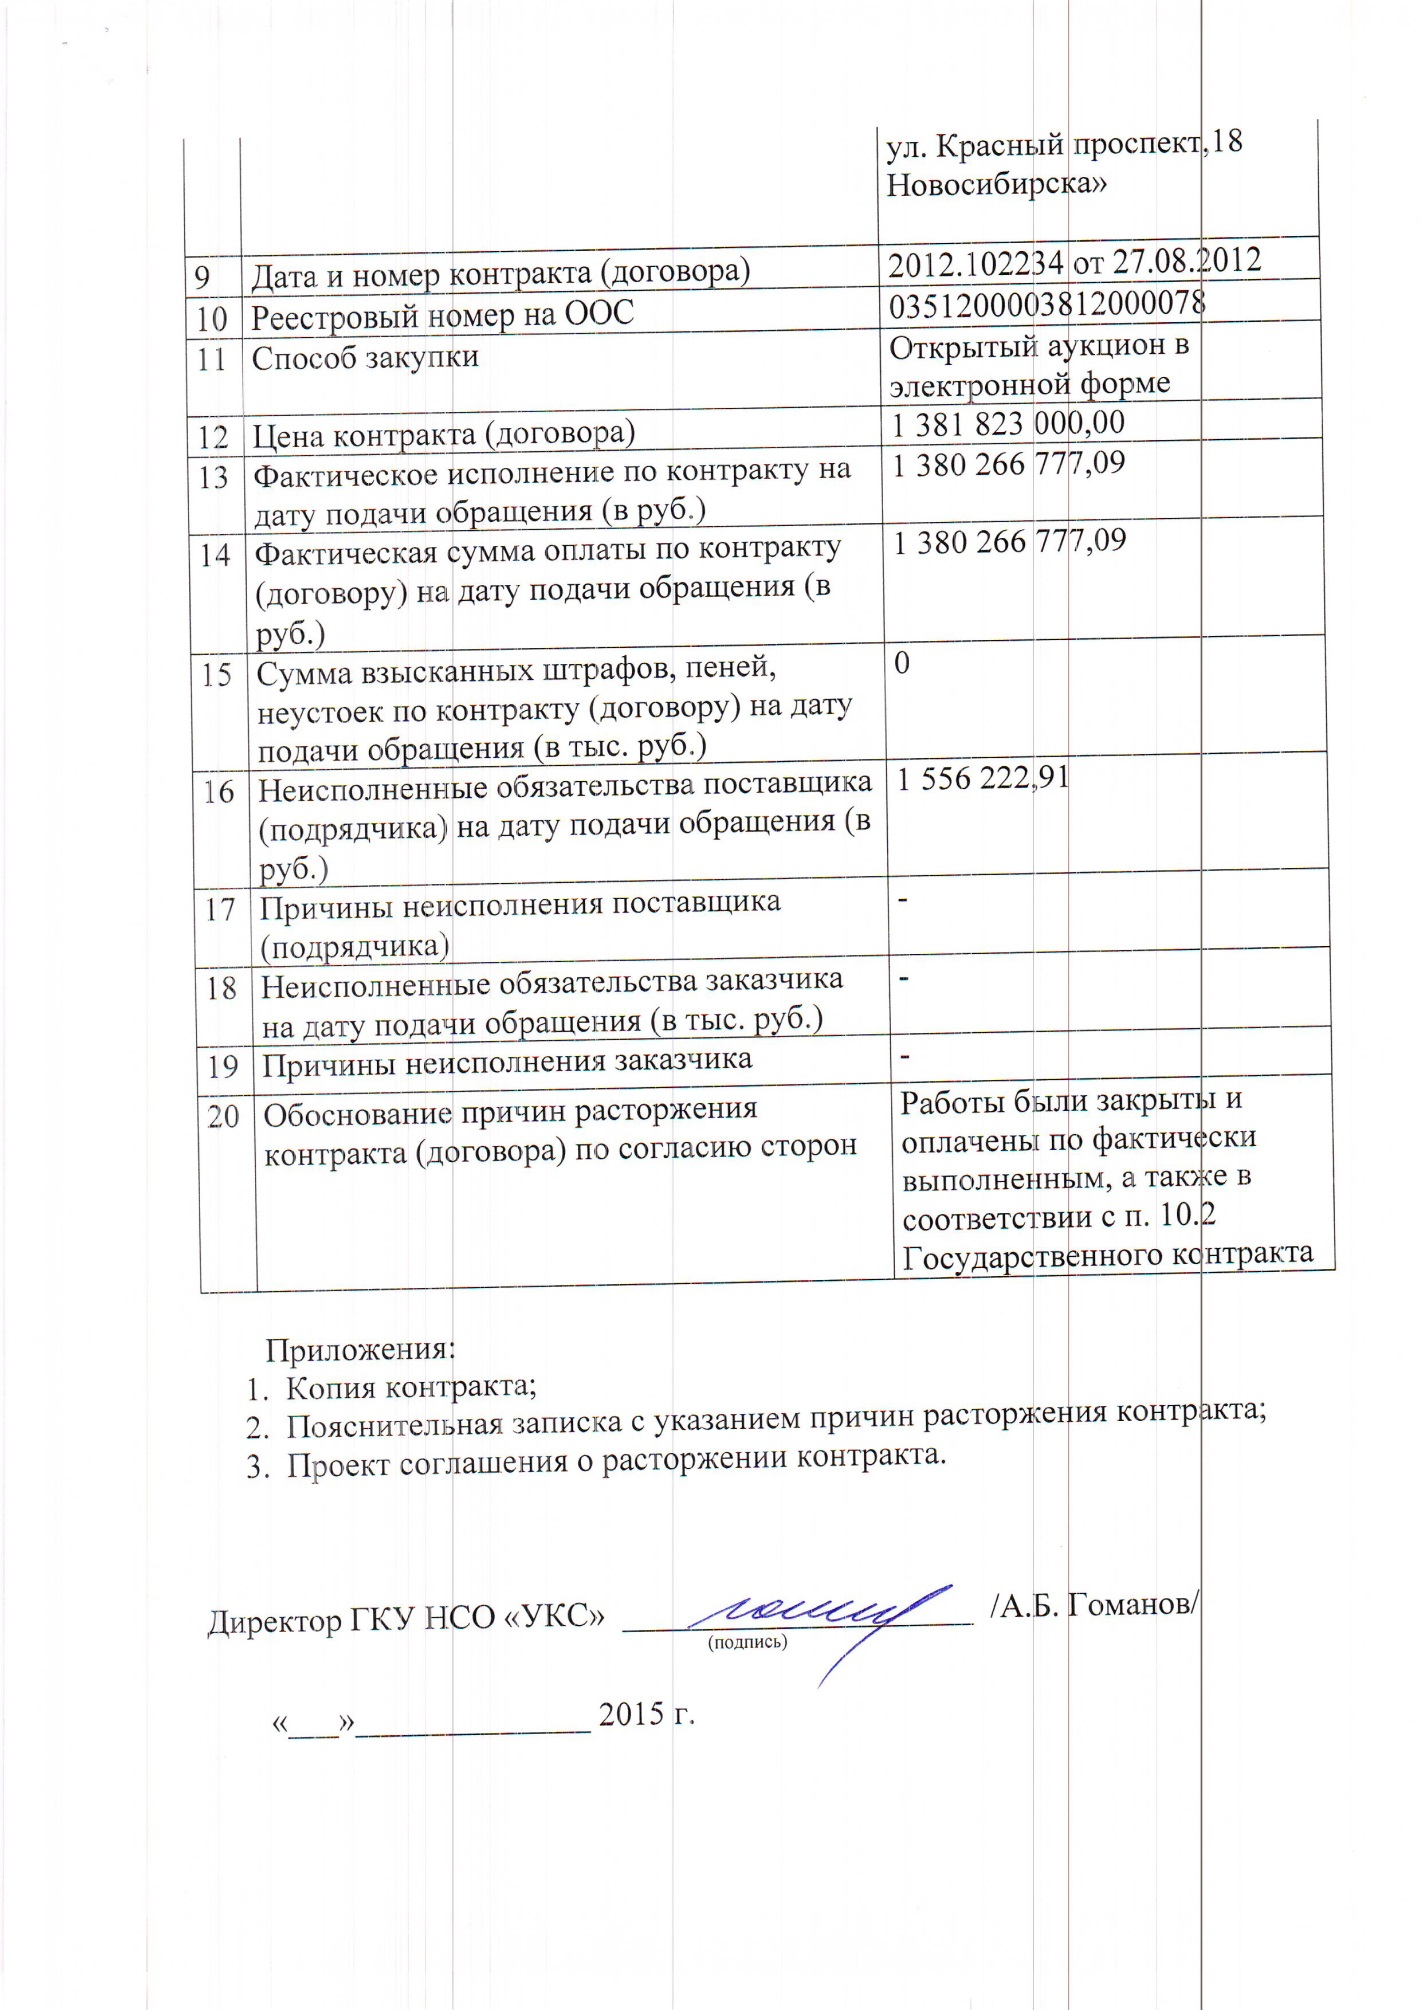 ул. Красный проспект,18
Новосибирска»
9 Дата и номер контракта (договора) 2012.102234 от 27.08.2012
10 Реестровый номер на ООС 0351200003812000078
11 Способ закупки Открытый аукцион в
электронной форме
12 Цена контракта (договора) 1 381 823 000,00
13 Фактическое исполнение по контракту на 1 380 266 777,09
дату подачи обращения (в руб.)
14 Фактическая сумма оплаты по контракту 1 380 266 777,09
(договору) на дату подачи обращения (в
руб.)
15 Сумма взысканных штрафов, пеней, 0
неустоек по контракту (договору) на дату
подачи обращения (в тыс. руб.)
16 Неисполненные обязательства поставщика 1 556 222,91
(подрядчика) на дату подачи обращения (в
руб.)
17 Причины неисполнения поставщика -
(подрядчика)
18 Неисполненные обязательства заказчика -
на дату подачи обращения (в тыс. руб.)
19 Причины неисполнения заказчика -
20 Обоснование причин расторжения Работы были закрыты и
контракта (договора) по согласию сторон оплачены по фактически
выполненным, а также в
соответствии с п. 10.2
Государственного контракта
Приложения:
1. Копия контракта;
2. Пояснительная записка с указанием причин расторжения контракта;
3. Проект соглашения о расторжении контракта.
Директор ГКУ НСО «УКС» ____________________ /А.Б. Гоманов/
(подпись)
«___»______________ 2015 г.